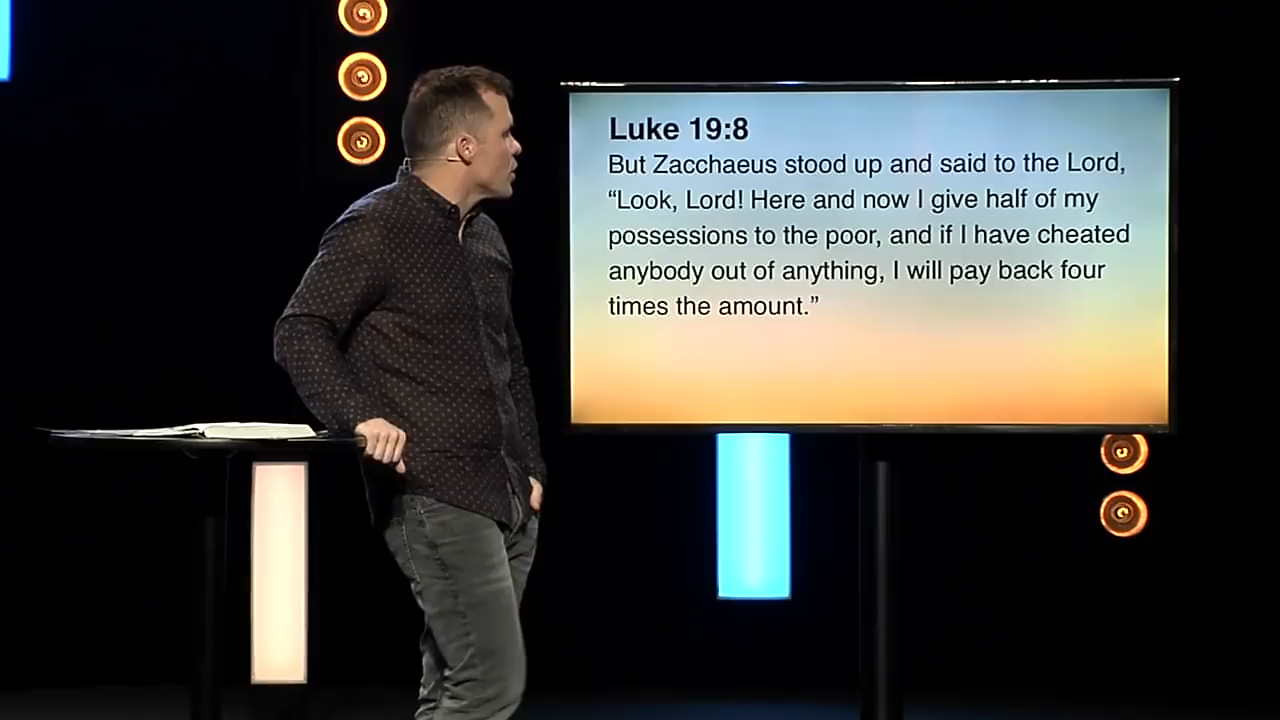 Luke 19:8
But Zacchaeus stood up and said to the Lord,
“Look, Lord! Here and now I give half of my
possessions to the poor, and if I have cheated
anybody out of anything, I will pay back four
times the amount.”